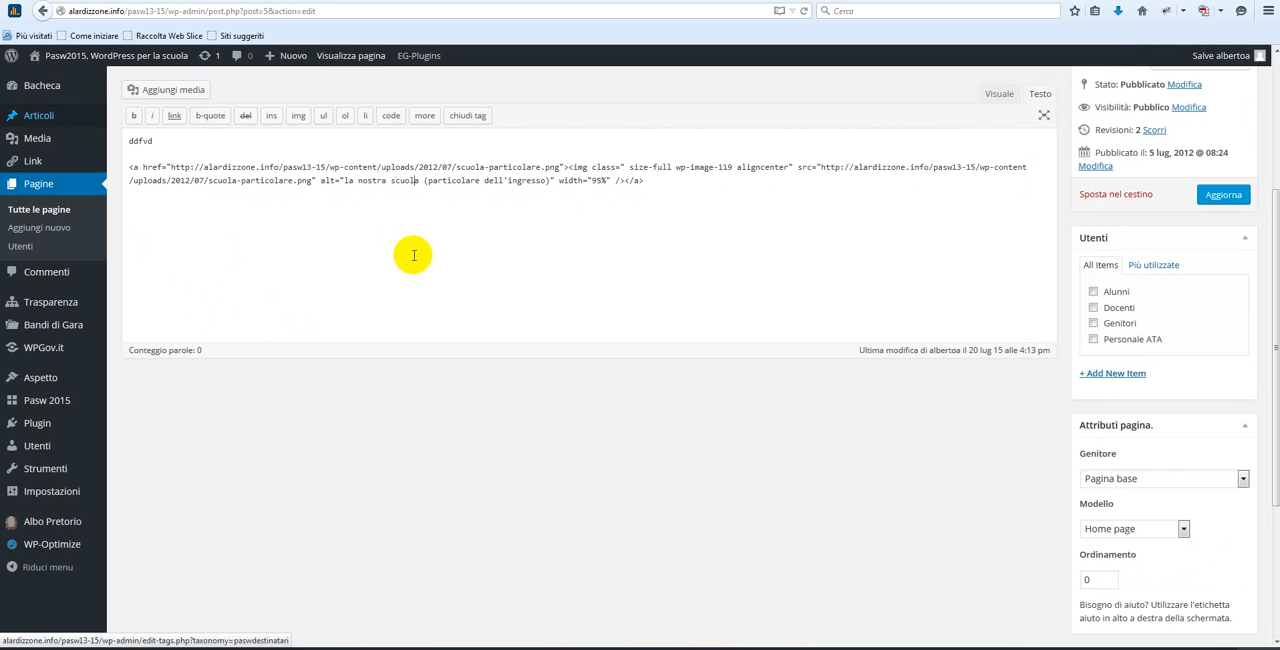 alardizzone.info/pasw13-15/wp-admin/post.php?post=5&action=edit
Cerca
Più visitati
Come iniziare
Raccolta Web Slice
Siti suggeriti
Pasw2015, WordPress per la scuola
1
0
Nuovo
Visualizza pagina
EG-Plugins
Salve albertoa
Bacheca
Articoli
Media
Link
Pagine
Tutte le pagine
Aggiungi nuovo
Utenti
Commenti
Trasparenza
Bandi di Gara
WPGov.it
Aspetto
Pasw 2015
Plugin
Utenti
Strumenti
Impostazioni
Albo Pretorio
WP-Optimize
Riduci menu
Aggiungi media
Visuale
Testo
b
i
link
b-quote
del
ins
img
ul
ol
li
code
more
chiudi tag
ddfvd
<a href="http://alardizzone.info/pasw13-15/wp-content/uploads/2012/07/scuola-particolare.png"><img class=" size-full wp-image-119 aligncenter" src="http://alardizzone.info/pasw13-15/wp-content
/uploads/2012/07/scuola-particolare.png" alt="la nostra scuola (particolare dell'ingresso)" width="95%" /></a>
Conteggio parole: 0
Ultima modifica di albertoa il 20 lug 15 alle 4:13 pm
Stato: Pubblicato Modifica
Visibilità: Pubblico Modifica
Revisioni: 2 Scorri
Pubblicato il: 5 lug, 2012 @ 08:24
Modifica
Sposta nel cestino
Aggiorna
Utenti
All Items
Più utilizzate
Alunni
Docenti
Genitori
Personale ATA
+ Add New Item
Attributi pagina.
Genitore
Pagina base
Modello
Home page
Ordinamento
0
Bisogno di aiuto? Utilizzare l'etichetta
aiuto in alto a destra della schermata.
alardizzone.info/pasw13-15/wp-admin/edit-tags.php?taxonomy=paswdestinatari